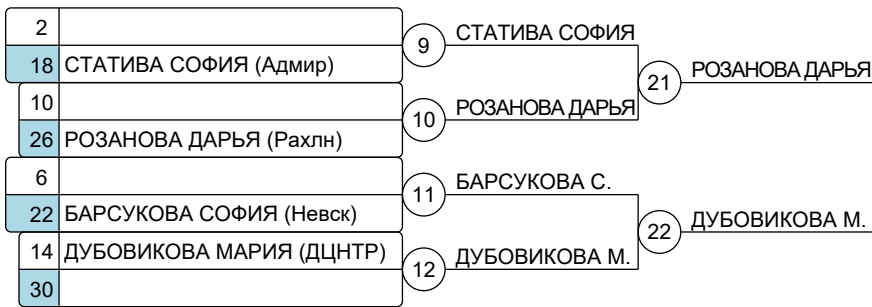 2
18 СТАТИВА СОФИЯ (Адмир)
10
26 РОЗАНОВА ДАРЬЯ (Рахлн)
6
22 БАРСУКОВА СОФИЯ (Невск)
14 ДУБОВИКОВА МАРИЯ (ДЦНТР)
30
9 СТАТИВА СОФИЯ
10 РОЗАНОВА ДАРЬЯ
11 БАРСУКОВА С.
12 ДУБОВИКОВА М.
21 РОЗАНОВА ДАРЬЯ
22 ДУБОВИКОВА М.